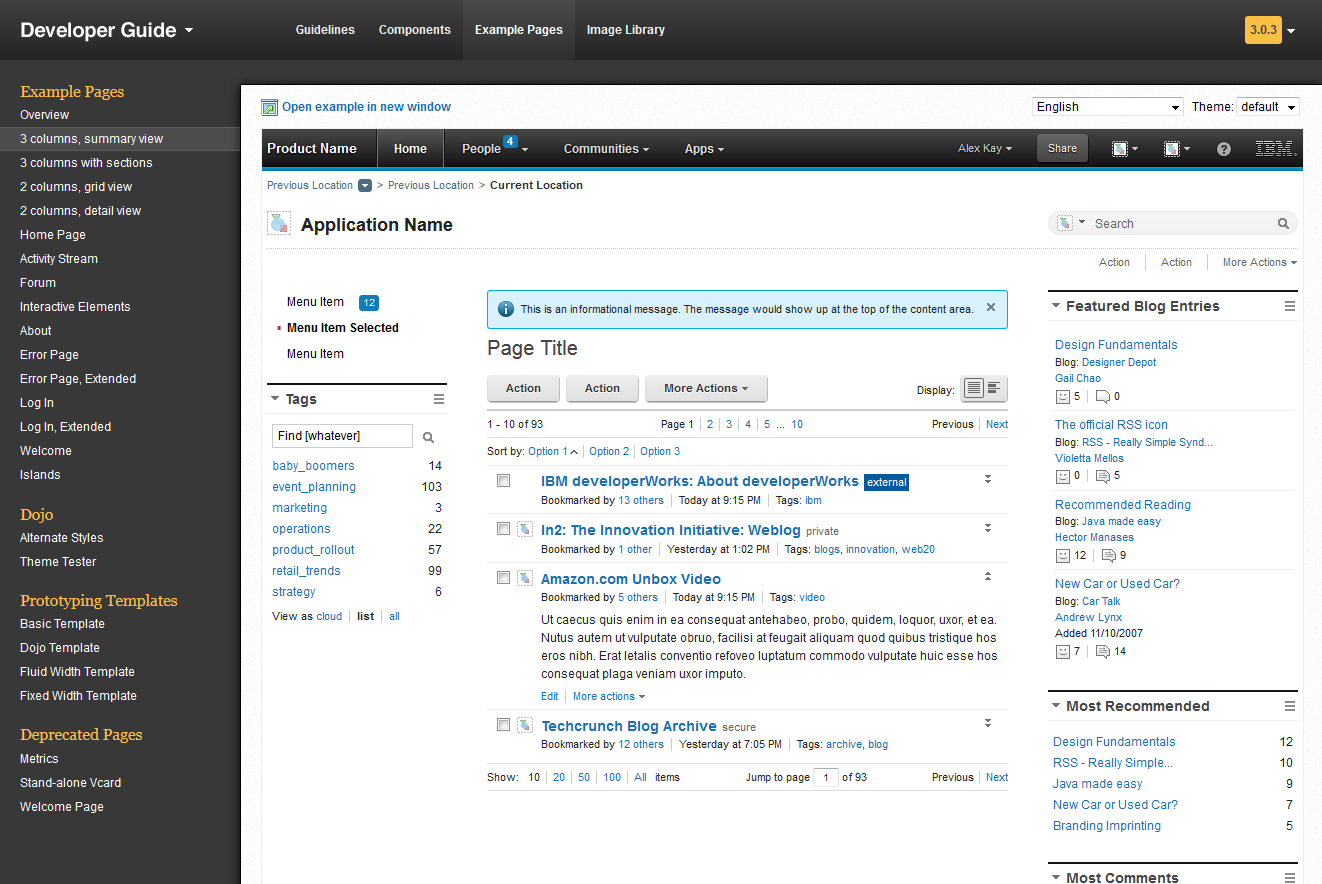 Developer Guide
Guidelines Components Example Pages Image Library
3.0.3
Example Pages
Overview
3 columns, summary view
3 columns with sections
2 columns, grid view
2 columns, detail view
Home Page
Activity Stream
Forum
Interactive Elements
About
Error Page
Error Page, Extended
Log In
Log In, Extended
Welcome
Islands
Dojo
Alternate Styles
Theme Tester
Prototyping Templates
Basic Template
Dojo Template
Fluid Width Template
Fixed Width Template
Deprecated Pages
Metrics
Stand-alone Vcard
Welcome Page
Open example in new window
English Theme: default
Product Name Home People 4 Communities Apps Alex Kay Share ? IBM.
Previous Location > Previous Location > Current Location
Application Name
Search
Action Action More Actions
Menu Item 12
Menu Item Selected
Menu Item
Tags
Find [whatever]
baby_boomers 14
event_planning 103
marketing 3
operations 22
product_rollout 57
retail_trends 99
strategy 6
View as cloud list all
This is an informational message. The message would show up at the top of the content area.
Page Title
Action Action More Actions Display:
1 - 10 of 93 Page 1 2 3 4 5 ... 10 Previous Next
Sort by: Option 1 Option 2 Option 3
IBM developerWorks: About developerWorks external
Bookmarked by 13 others Today at 9:15 PM Tags: ibm
In2: The Innovation Initiative: Weblog private
Bookmarked by 1 other Yesterday at 1:02 PM Tags: blogs, innovation, web20
Amazon.com Unbox Video
Bookmarked by 5 others Today at 9:15 PM Tags: video
Ut caecus quis enim in ea consequat antehabeo, probo, quidem, loquor, uxor, et ea.
Nutus autem ut vulputate obruo, facilisi at feugait aliquam quod quibus tristique hos
eros nibh. Erat letalis conventio refoveo luptatum commodo vulputate huic esse hos
consequat plaga veniam uxor imputo.
Edit More actions
Techcrunch Blog Archive secure
Bookmarked by 12 others Yesterday at 7:05 PM Tags: archive, blog
Show: 10 20 50 100 All items Jump to page 1 of 93 Previous Next
Featured Blog Entries
Design Fundamentals
Blog: Designer Depot
Gail Chao
5 0
The official RSS icon
Blog: RSS - Really Simple Synd...
Violetta Mellos
0 5
Recommended Reading
Blog: Java made easy
Hector Manases
12 9
New Car or Used Car?
Blog: Car Talk
Andrew Lynx
Added 11/10/2007
7 14
Most Recommended
Design Fundamentals 12
RSS - Really Simple... 10
Java made easy 9
New Car or Used Car? 7
Branding Imprinting 5
Most Comments